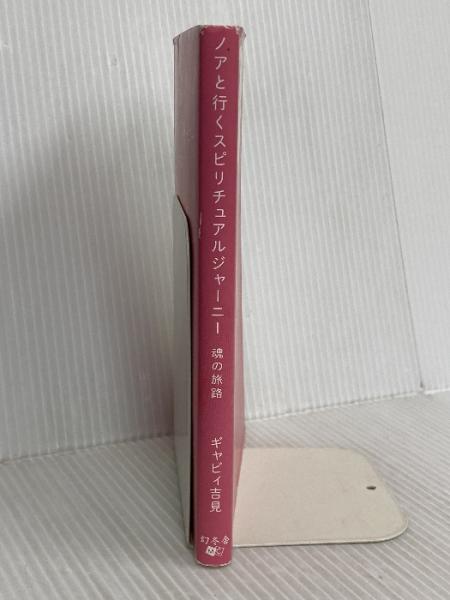 ノアと行くスピリチュアルジャーニー
魂の旅路
ギャビィ吉見
幻冬舎